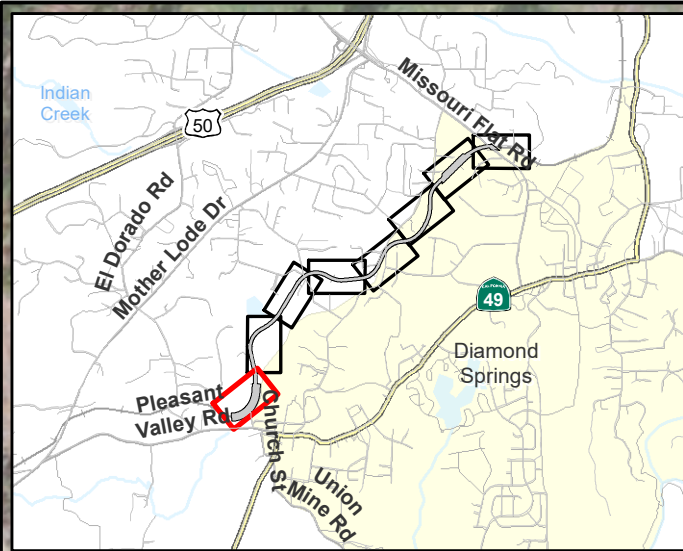 Indian
Creek
50
Missouri Flat Rd
El Dorado Rd
Mother Lode Dr
CALIFORNIA
49
Diamond
Springs
Pleasant
Valley Rd
Church St
Union
Mine Rd